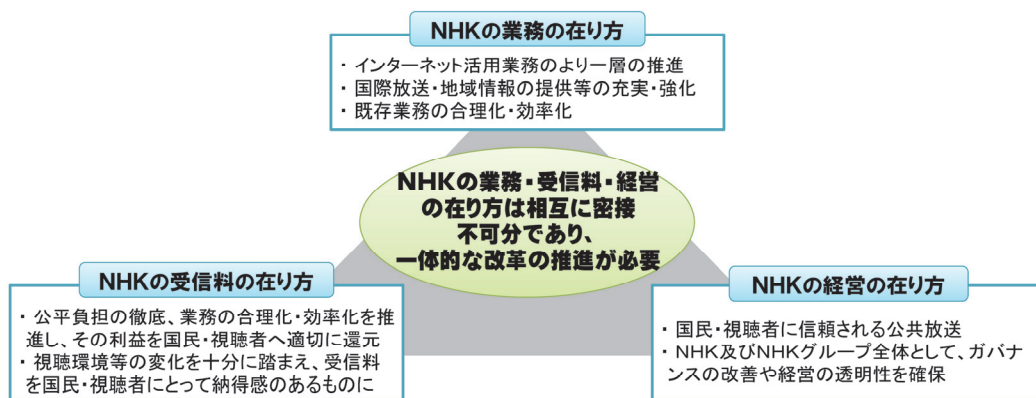 NHKの業務の在り方
・インターネット活用業務のより一層の推進
・国際放送・地域情報の提供等の充実・強化
・既存業務の合理化・効率化
NHKの業務・受信料・経営
の在り方は相互に密接
不可分であり、
一体的な改革の推進が必要
NHKの受信料の在り方
・公平負担の徹底、業務の合理化・効率化を推
進し、その利益を国民・視聴者へ適切に還元
・視聴環境等の変化を十分に踏まえ、受信料
を国民・視聴者にとって納得感のあるものに
NHKの経営の在り方
・国民・視聴者に信頼される公共放送
・NHK及びNHKグループ全体として、ガバナ
ンスの改善や経営の透明性を確保